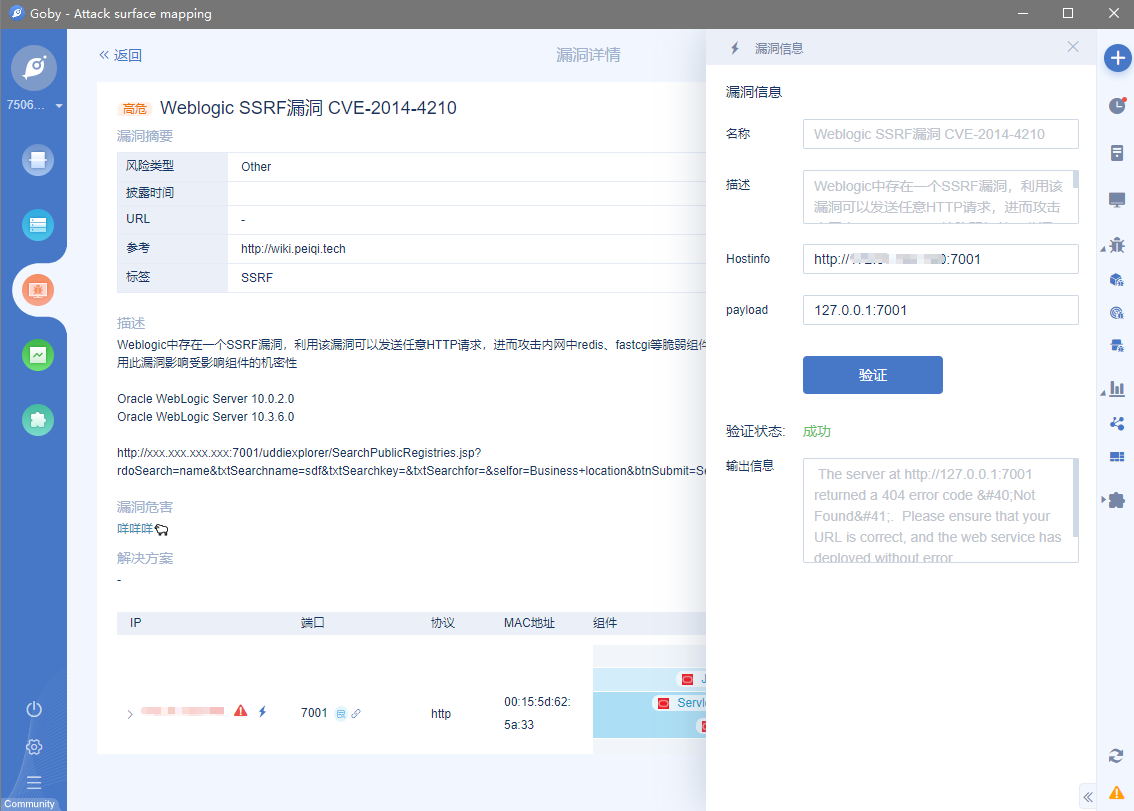 Goby - Attack surface mapping
7506...
Community
返回
漏洞详情
高危 Weblogic SSRF漏洞 CVE-2014-4210
漏洞摘要
风险类型 Other
披露时间
URL -
参考 http://wiki.peiqi.tech
标签 SSRF
描述
Weblogic中存在一个SSRF漏洞，利用该漏洞可以发送任意HTTP请求，进而攻击内网中redis、fastcgi等脆弱组件
用此漏洞影响受影响组件的机密性
Oracle WebLogic Server 10.0.2.0
Oracle WebLogic Server 10.3.6.0
http://xxx.xxx.xxx.xxx:7001/uddiexplorer/SearchPublicRegistries.jsp?
rdoSearch=name&txtSearchname=sdf&txtSearchkey=&txtSearchfor=&selfor=Business+location&btnSubmit=Se
漏洞危害
咩咩咩
解决方案
-
IP 端口 协议 MAC地址 组件
7001 http 00:15:5d:62:
5a:33
J
Servle
漏洞信息
漏洞信息
名称 Weblogic SSRF漏洞 CVE-2014-4210
描述 Weblogic中存在一个SSRF漏洞，利用该
漏洞可以发送任意HTTP请求，进而攻击
Hostinfo http:// :7001
payload 127.0.0.1:7001
验证
验证状态: 成功
输出信息 The server at http://127.0.0.1:7001
returned a 404 error code &#40;Not
Found&#41;. Please ensure that your
URL is correct, and the web service has
deployed without error